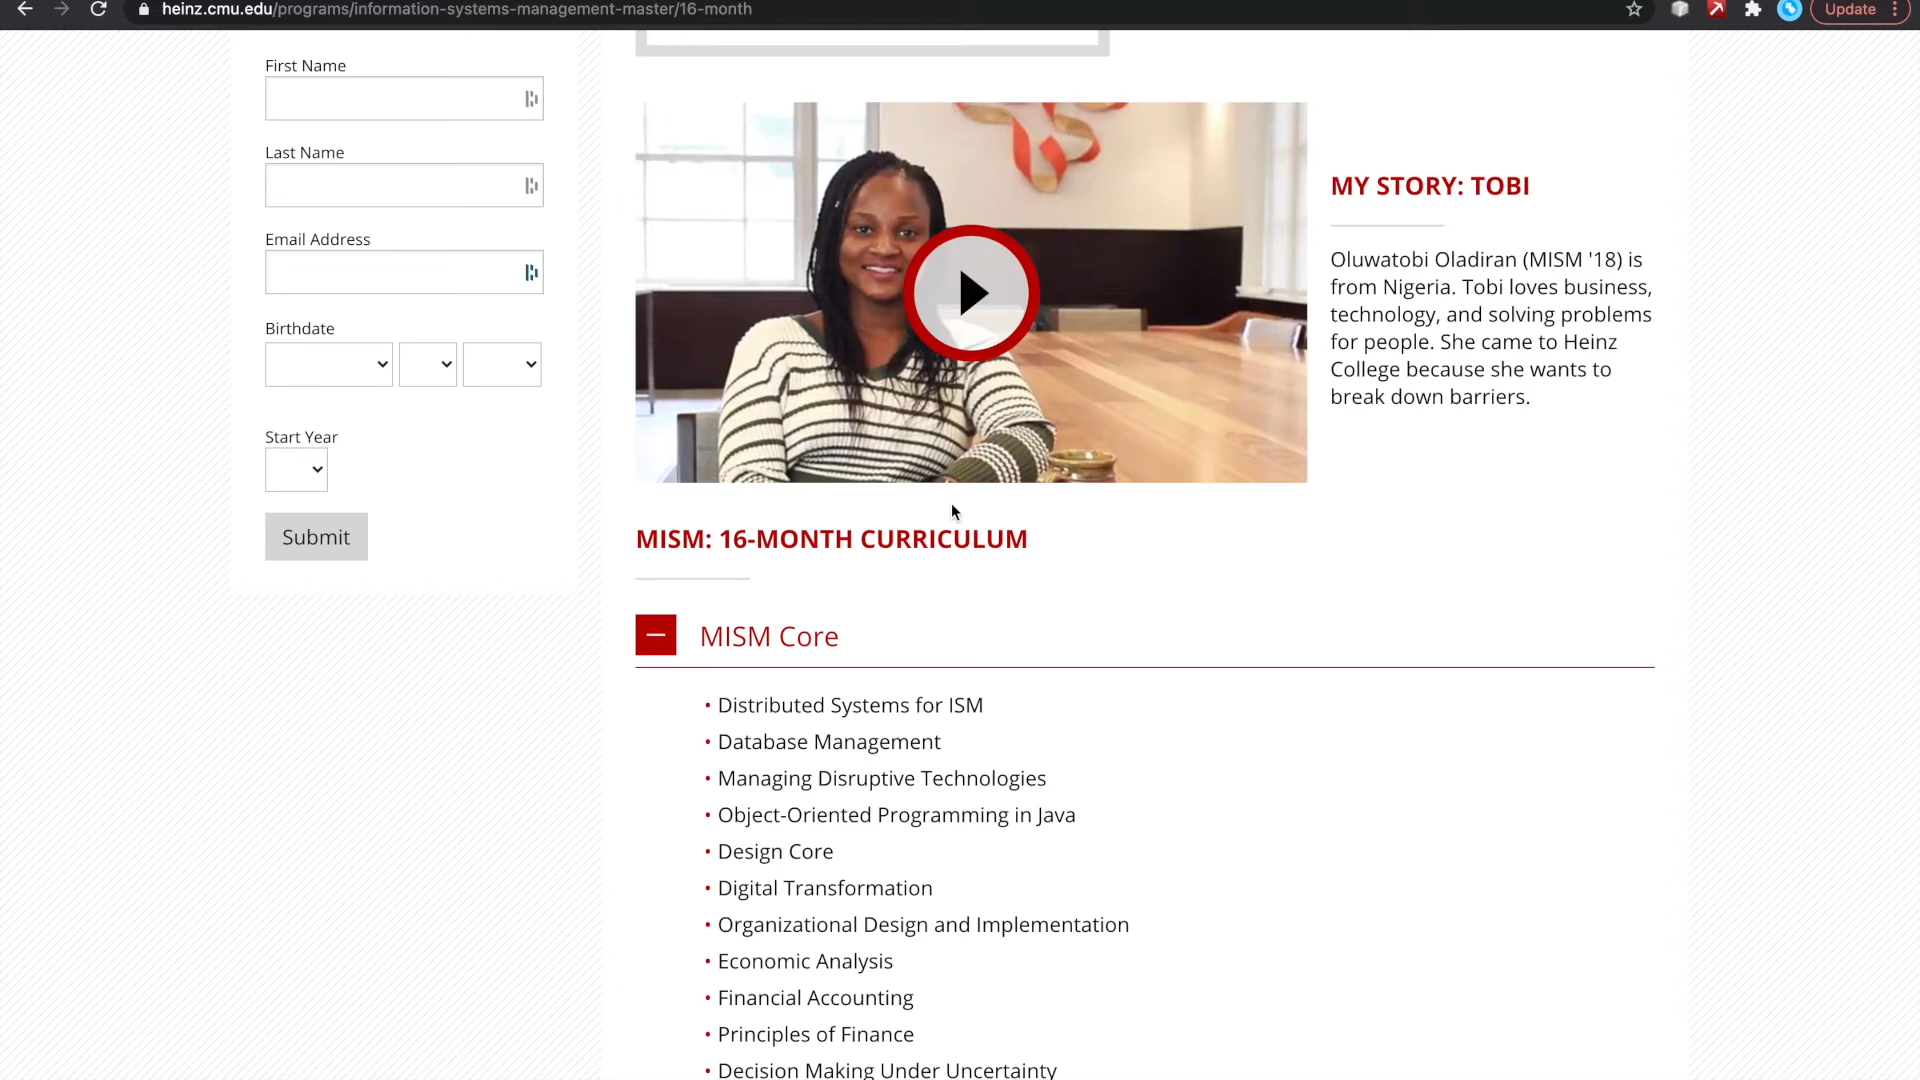 heinz.cmu.edu/programs/information-systems-management-master/16-month
Update
First Name
Last Name
Email Address
Birthdate
Start Year
Submit
MY STORY: TOBI
Oluwatobi Oladiran (MISM '18) is
from Nigeria. Tobi loves business,
technology, and solving problems
for people. She came to Heinz
College because she wants to
break down barriers.
MISM: 16-MONTH CURRICULUM
MISM Core
• Distributed Systems for ISM
• Database Management
• Managing Disruptive Technologies
• Object-Oriented Programming in Java
• Design Core
• Digital Transformation
• Organizational Design and Implementation
• Economic Analysis
• Financial Accounting
• Principles of Finance
• Decision Making Under Uncertainty